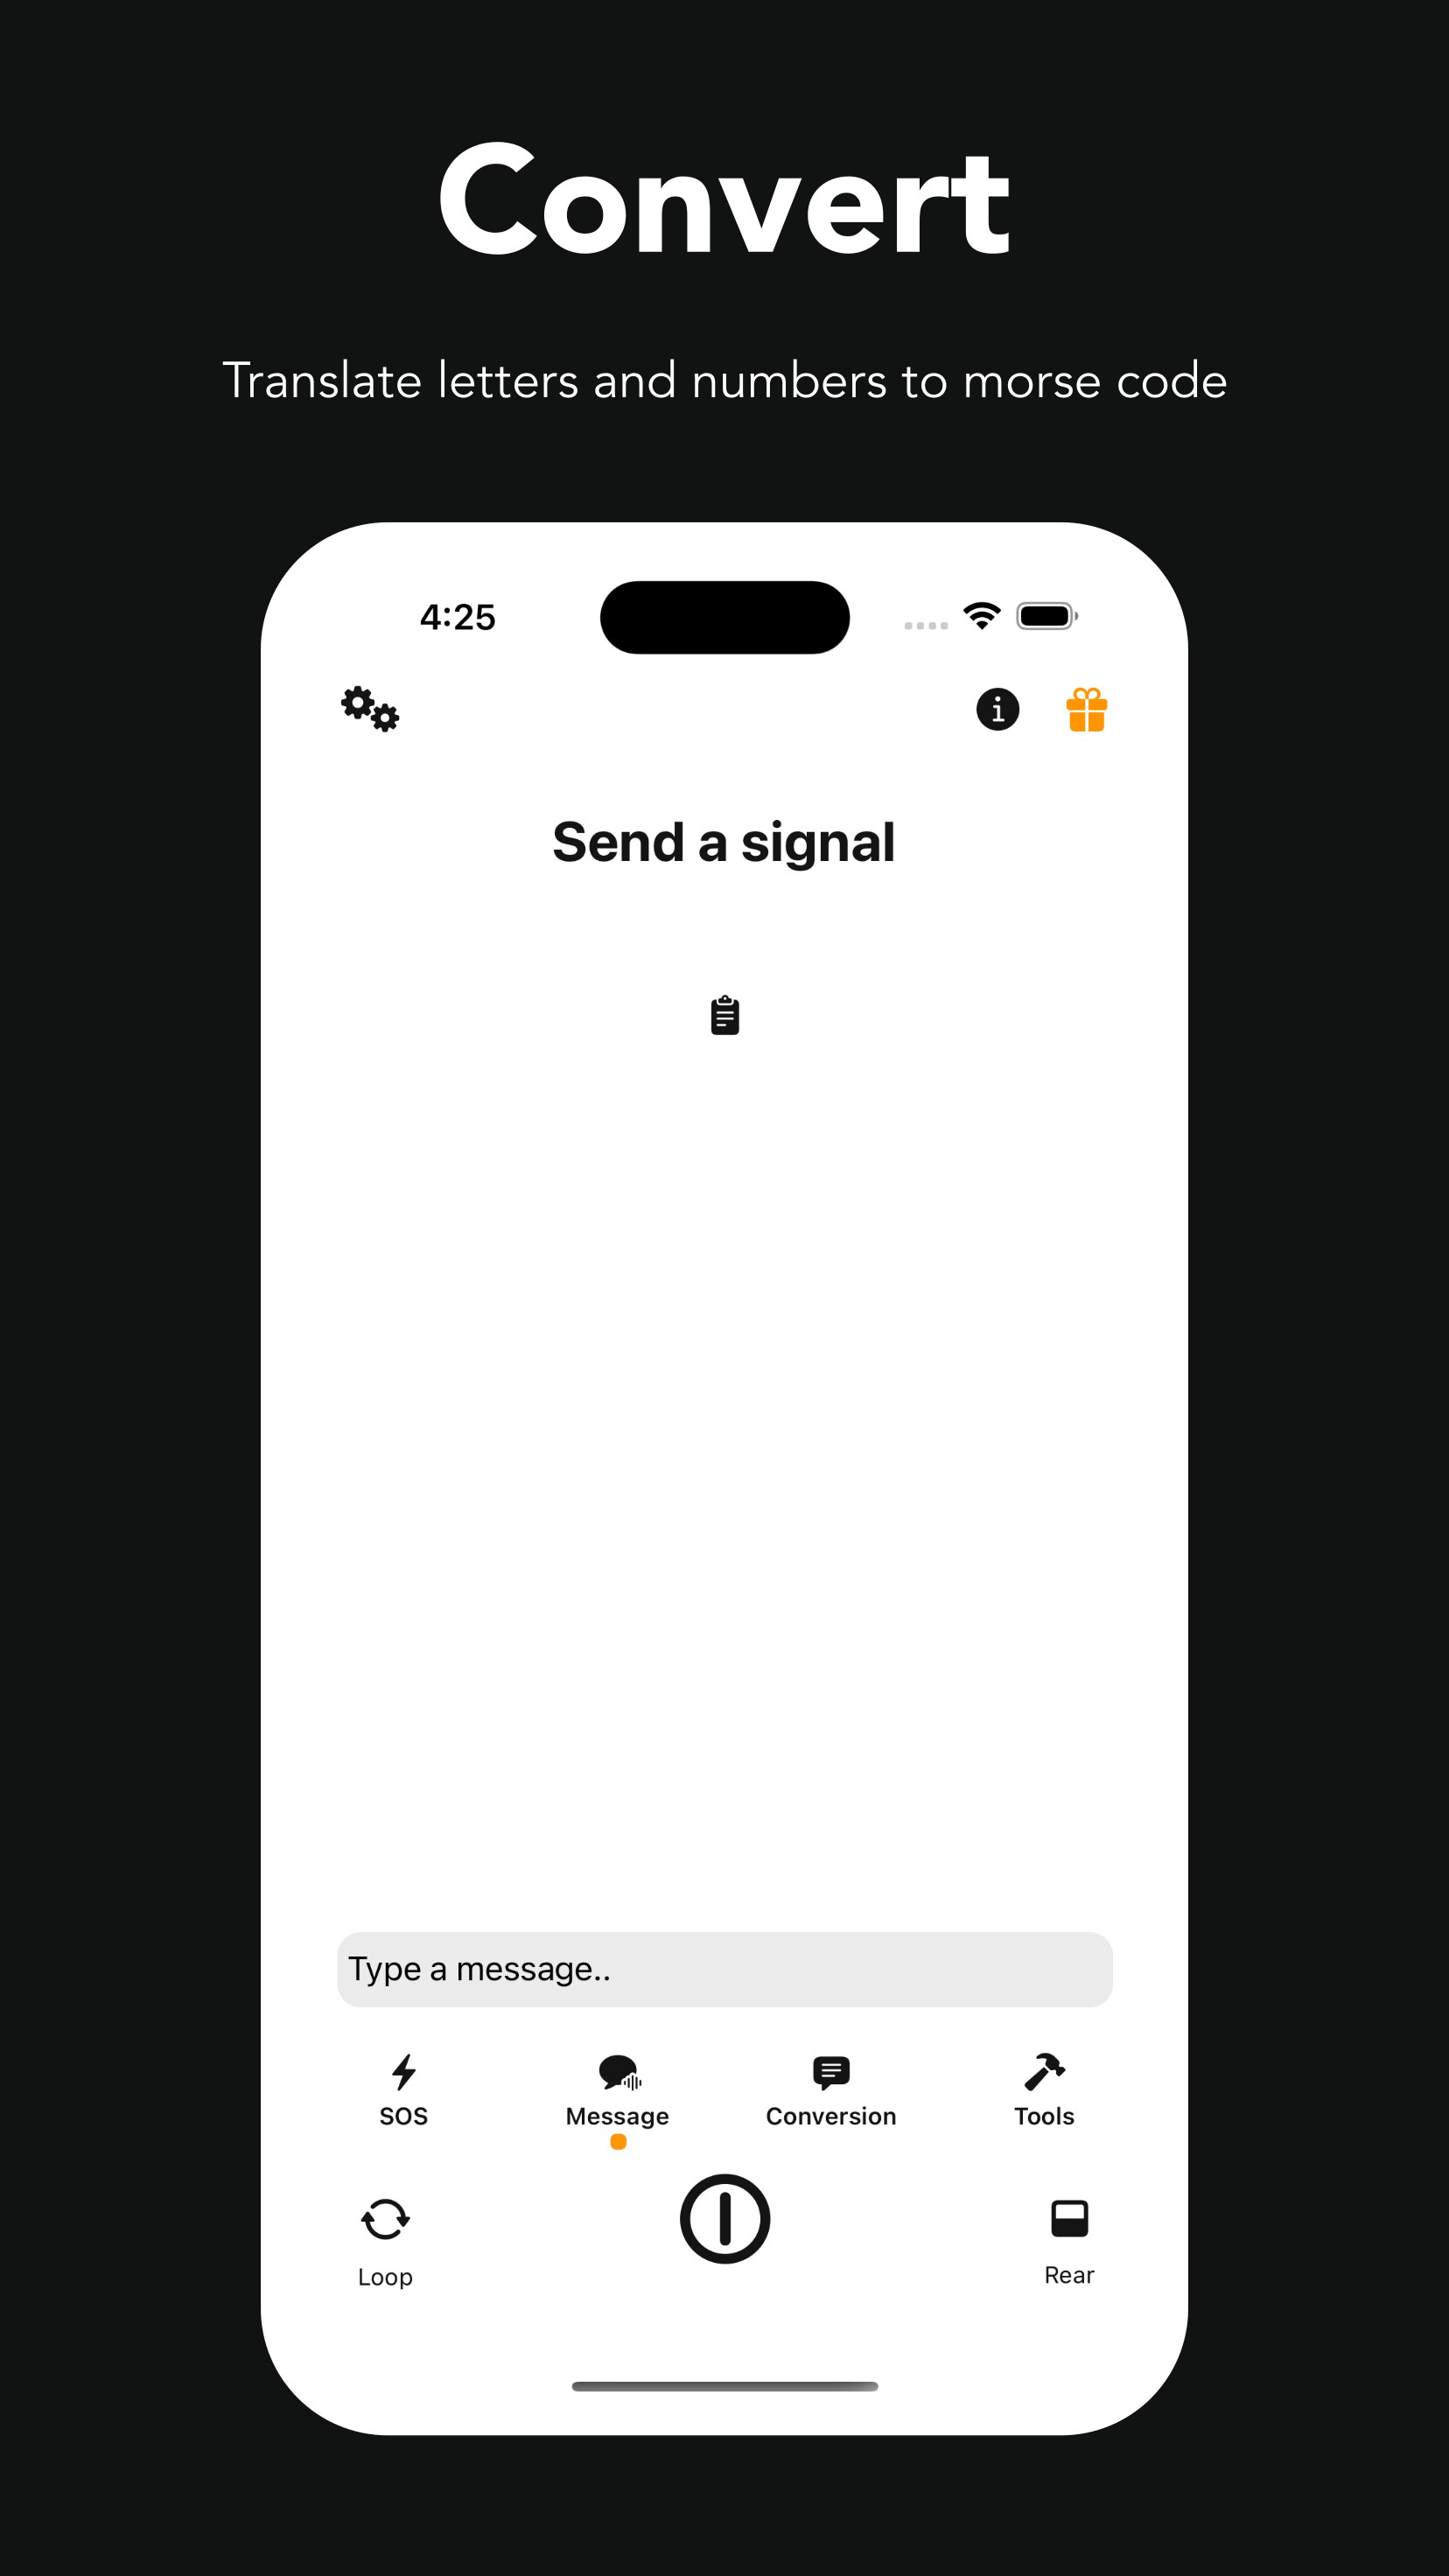 Convert
Translate letters and numbers to morse code
4:25
Send a signal
Type a message..
SOS Message Conversion Tools
Loop Rear